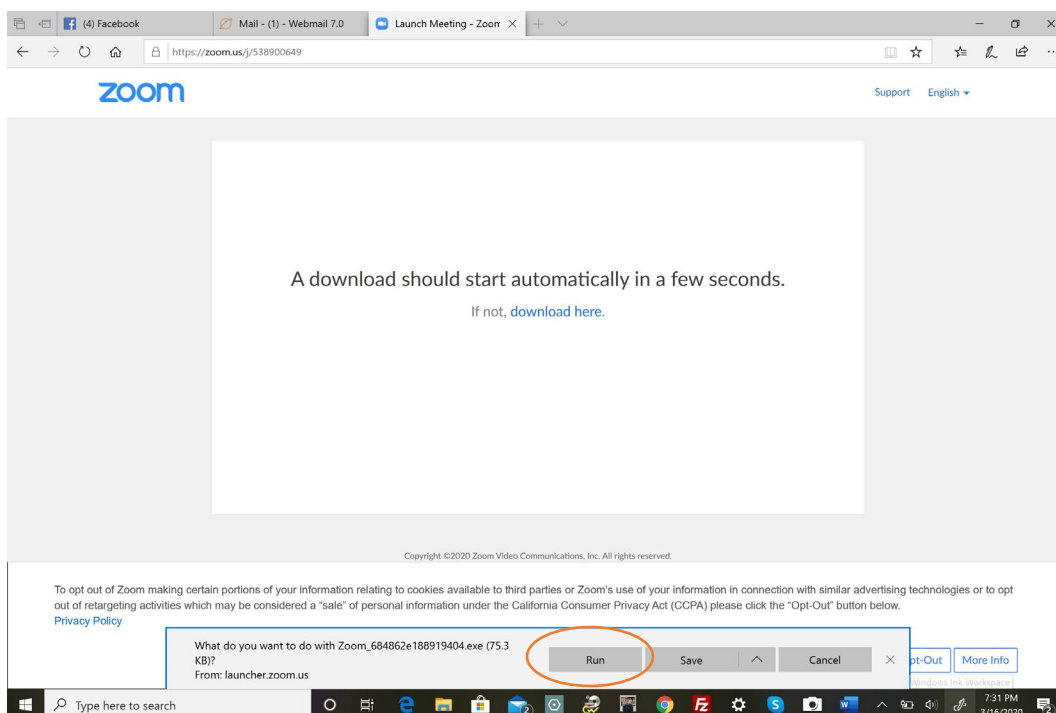 (4) Facebook
Mail - (1) - Webmail 7.0
Launch Meeting - Zoom
https://zoom.us/j/538900649
zoom
Support English
A download should start automatically in a few seconds.
If not, download here.
Copyright ©2020 Zoom Video Communications, Inc. All rights reserved.
To opt out of Zoom making certain portions of your information relating to cookies available to third parties or Zoom's use of your information in connection with similar advertising technologies or to opt
out of retargeting activities which may be considered a "sale" of personal information under the California Consumer Privacy Act (CCPA) please click the "Opt-Out" button below.
Privacy Policy
What do you want to do with Zoom_684862e188919404.exe (75.3
KB)?
From: launcher.zoom.us
Run Save Cancel
pt-Out More Info
Windows Ink Workspace
Type here to search
7:31 PM
3/16/2020